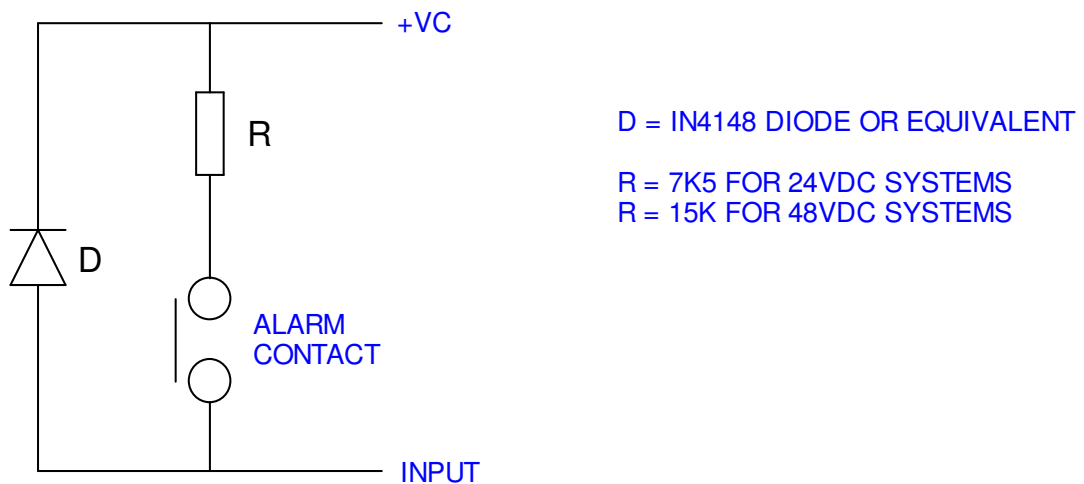 +VC
R
D = IN4148 DIODE OR EQUIVALENT
R = 7K5 FOR 24VDC SYSTEMS
R = 15K FOR 48VDC SYSTEMS
D
ALARM
CONTACT
INPUT